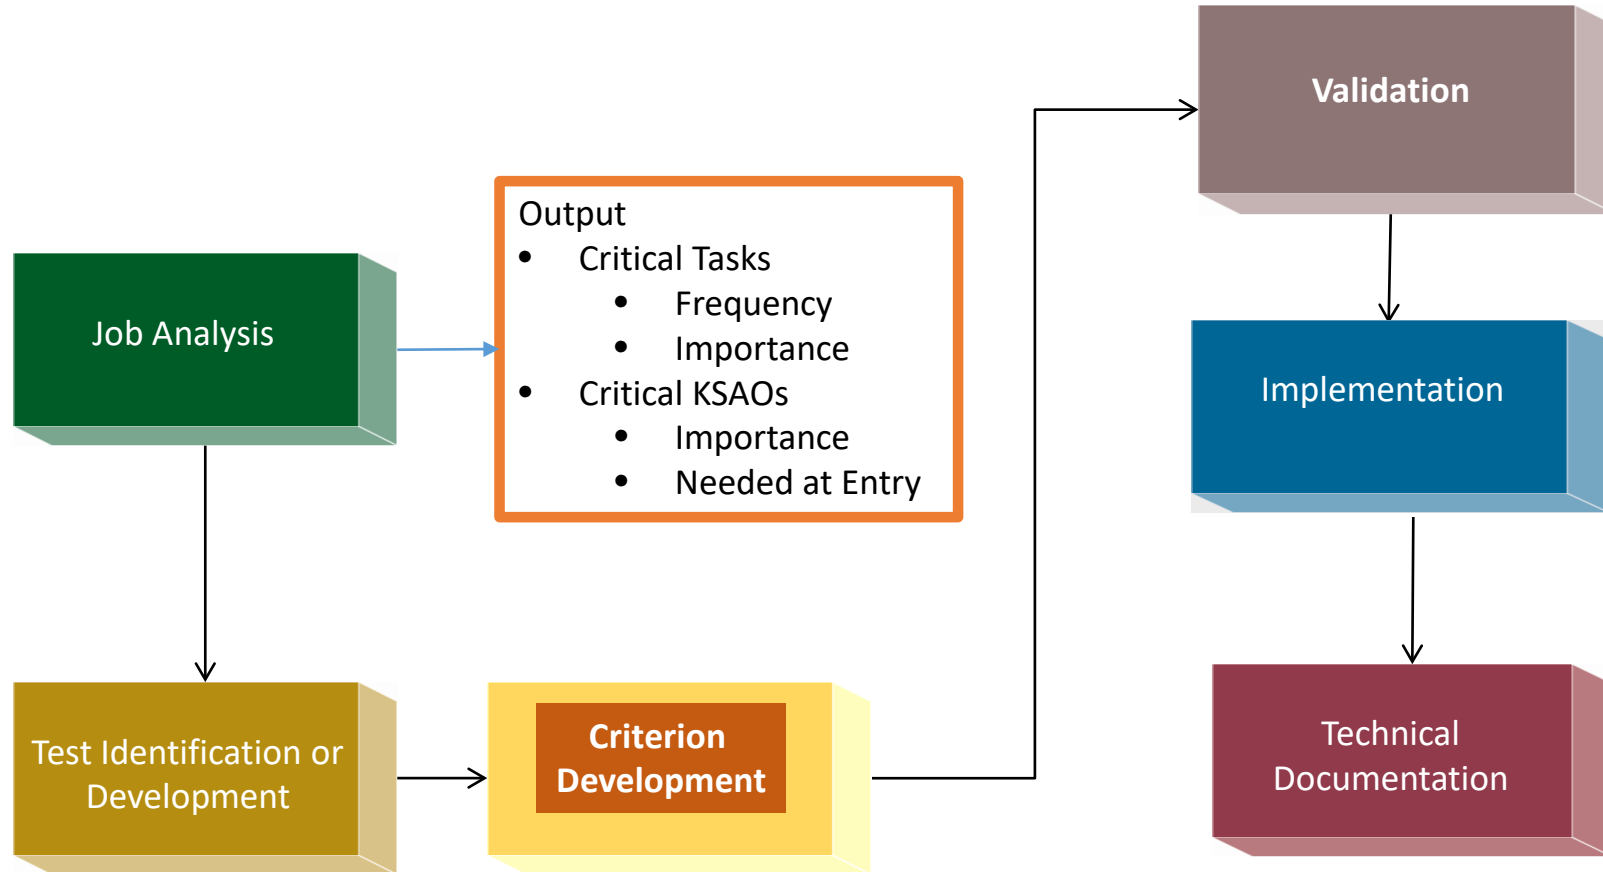 Job Analysis
Output
• Critical Tasks
• Frequency
• Importance
• Critical KSAOs
• Importance
• Needed at Entry
Test Identification or
Development
Criterion
Development
Validation
Implementation
Technical
Documentation